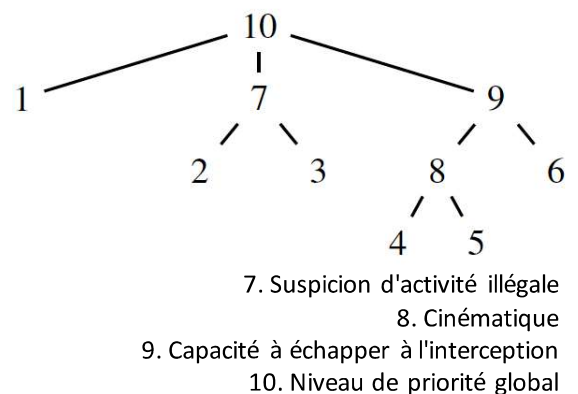 10
1 7 9
2 3 8 6
4 5
7. Suspicion d'activité illégale
8. Cinématique
9. Capacité à échapper à l'interception
10. Niveau de priorité global